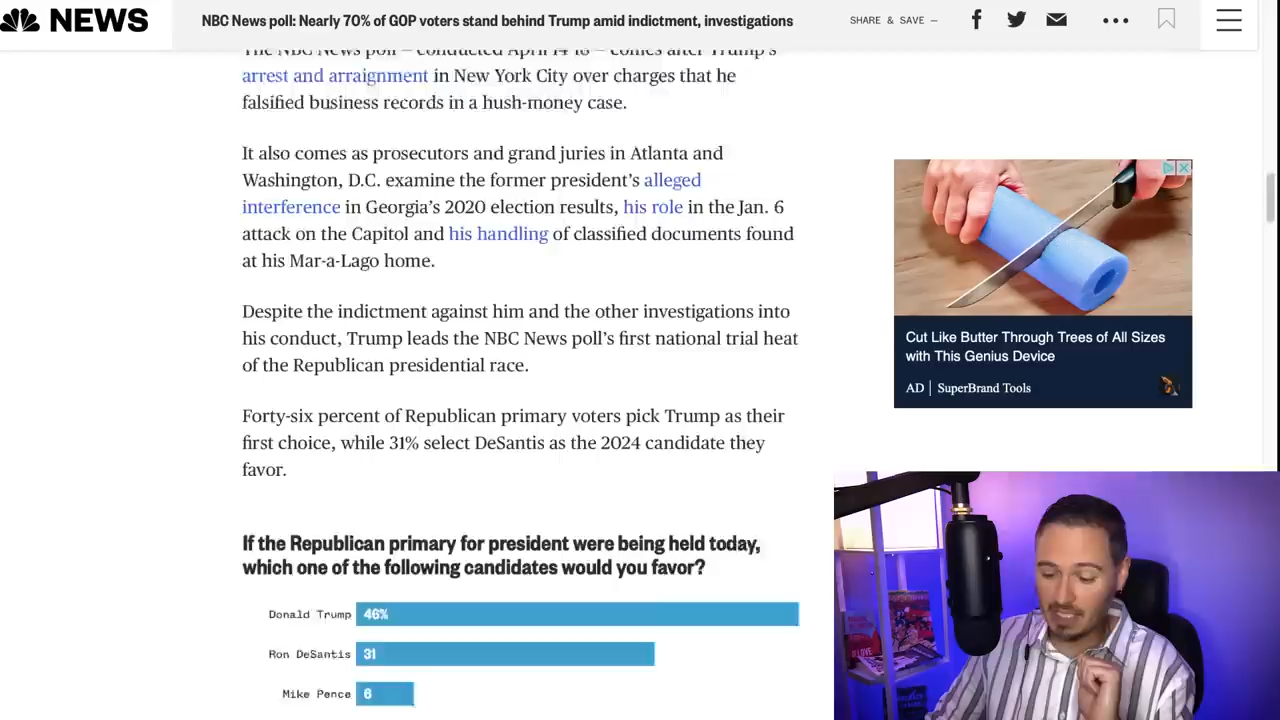 NEWS
NBC News poll: Nearly 70% of GOP voters stand behind Trump amid indictment, investigations
SHARE & SAVE —
The NBC News poll — conducted April 14-18 — comes after Trump's
arrest and arraignment in New York City over charges that he
falsified business records in a hush-money case.
It also comes as prosecutors and grand juries in Atlanta and
Washington, D.C. examine the former president's alleged
interference in Georgia's 2020 election results, his role in the Jan. 6
attack on the Capitol and his handling of classified documents found
at his Mar-a-Lago home.
Despite the indictment against him and the other investigations into
his conduct, Trump leads the NBC News poll's first national trial heat
of the Republican presidential race.
Forty-six percent of Republican primary voters pick Trump as their
first choice, while 31% select DeSantis as the 2024 candidate they
favor.
If the Republican primary for president were being held today,
which one of the following candidates would you favor?
Donald Trump 46%
Ron DeSantis 31
Mike Pence 6
Cut Like Butter Through Trees of All Sizes
with This Genius Device
AD | SuperBrand Tools